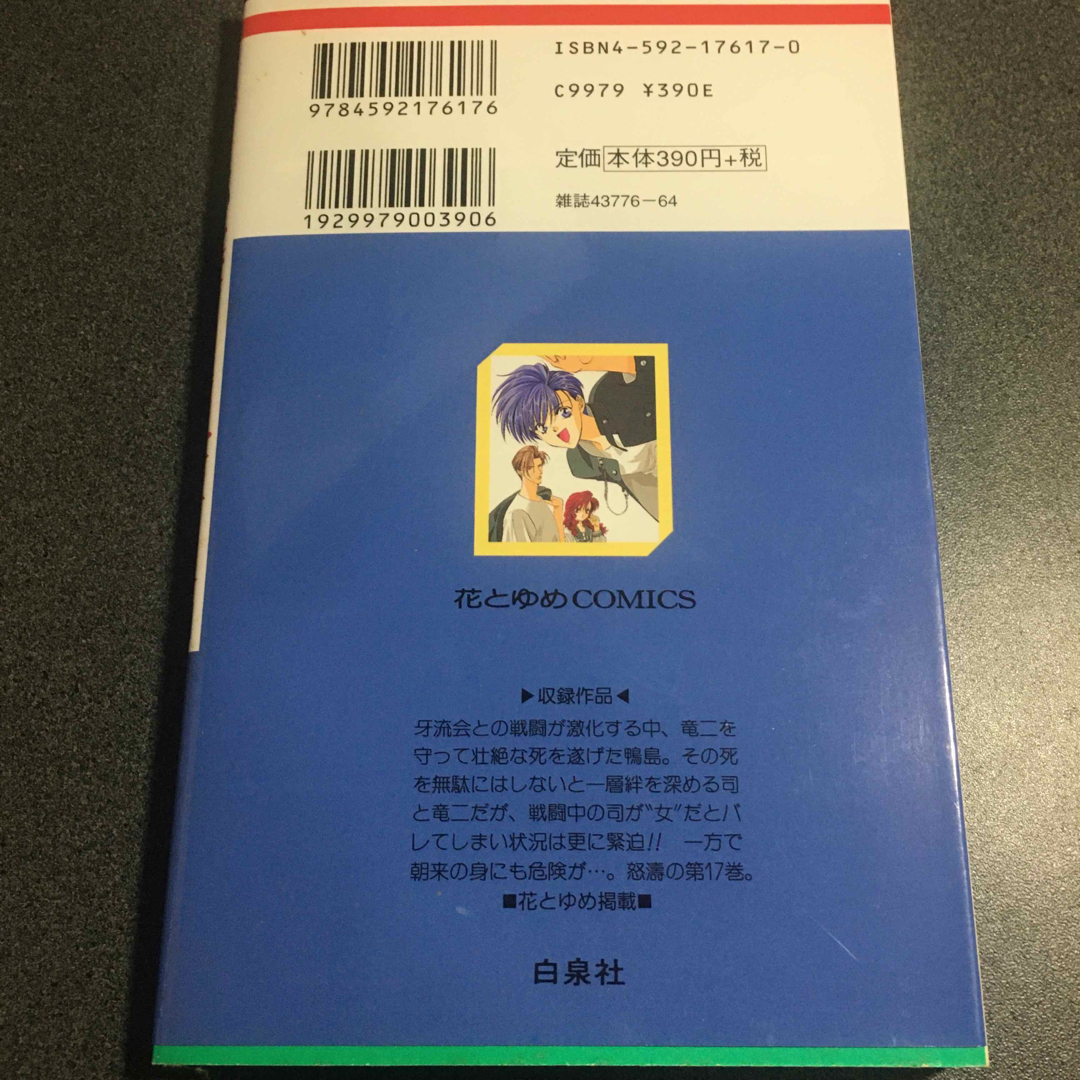 ISBN4-592-17617-0
9784592176176
C9979 ¥390E
定価 本体390円+税
1929979003906
雑誌43776-64
花とゆめCOMICS
▶収録作品◀
牙流会との戦闘が激化する中、竜二を
守って壮絶な死を遂げた鴨島。その死
を無駄にはしないと一層絆を深める司
と竜二だが、戦闘中の司が“女”だとバ
レてしまい状況は更に緊迫!! 一方で
朝来の身にも危険が…。怒濤の第17巻。
■花とゆめ掲載■
白泉社